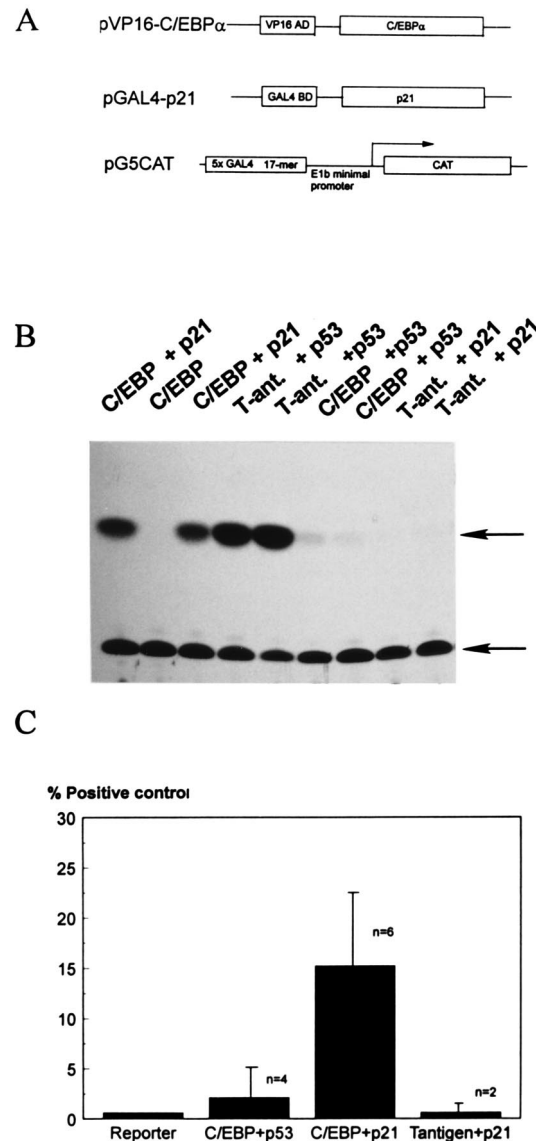 A
pVP16-C/EBPα
VP16 AD
C/EBPα
pGAL4-p21
GAL4 BD
p21
pG5CAT
5x GAL4 17-mer
E1b minimal
promoter
CAT
B
C/EBP + p21
C/EBP
C/EBP + p21
T-ant. + p53
T-ant. +p53
C/EBP +p53
C/EBP + p53
T-ant. + p21
T-ant. + p21
C
% Positive control
30
25
20
15
10
5
0
n=4
n=6
n=2
Reporter
C/EBP+p53
C/EBP+p21
Tantigen+p21